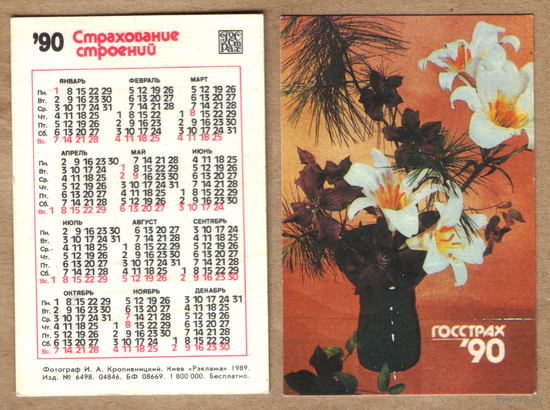 '90 Страхование
строений
ГОС
СТ
РАХ
ЯНВАРЬ ФЕВРАЛЬ МАРТ
Пн. 1 8 15 22 29 5 12 19 26 5 12 19 26
Вт. 2 9 16 23 30 6 13 20 27 6 13 20 27
Ср. 3 10 17 24 31 7 14 21 28 7 14 21 28
Чт. 4 11 18 25 1 8 15 22 1 8 15 22 29
Пт. 5 12 19 26 2 9 16 23 2 9 16 23 30
Сб. 6 13 20 27 3 10 17 24 3 10 17 24 31
Вс. 7 14 21 28 4 11 18 25 4 11 18 25
АПРЕЛЬ МАЙ ИЮНЬ
Пн. 2 9 16 23 30 7 14 21 28 4 11 18 25
Вт. 3 10 17 24 1 8 15 22 29 5 12 19 26
Ср. 4 11 18 25 2 9 16 23 30 6 13 20 27
Чт. 5 12 19 26 3 10 17 24 31 7 14 21 28
Пт. 6 13 20 27 4 11 18 25 1 8 15 22 29
Сб. 7 14 21 28 5 12 19 26 2 9 16 23 30
Вс. 1 8 15 22 29 6 13 20 27 3 10 17 24
ИЮЛЬ АВГУСТ СЕНТЯБРЬ
Пн. 2 9 16 23 30 6 13 20 27 3 10 17 24
Вт. 3 10 17 24 31 7 14 21 28 4 11 18 25
Ср. 4 11 18 25 1 8 15 22 29 5 12 19 26
Чт. 5 12 19 26 2 9 16 23 30 6 13 20 27
Пт. 6 13 20 27 3 10 17 24 31 7 14 21 28
Сб. 7 14 21 28 4 11 18 25 1 8 15 22 29
Вс. 1 8 15 22 29 5 12 19 26 2 9 16 23 30
ОКТЯБРЬ НОЯБРЬ ДЕКАБРЬ
Пн. 1 8 15 22 29 5 12 19 26 3 10 17 24 31
Вт. 2 9 16 23 30 6 13 20 27 4 11 18 25
Ср. 3 10 17 24 31 7 14 21 28 5 12 19 26
Чт. 4 11 18 25 1 8 15 22 29 6 13 20 27
Пт. 5 12 19 26 2 9 16 23 30 7 14 21 28
Сб. 6 13 20 27 3 10 17 24 1 8 15 22 29
Вс. 7 14 21 28 4 11 18 25 2 9 16 23 30
Фотограф И. А. Кропивницкий. Киев «Рэклама» 1989.
Изд. № 6498. 04846. БФ 08669. 1 800 000. Бесплатно.
ГОССТРАХ
'90